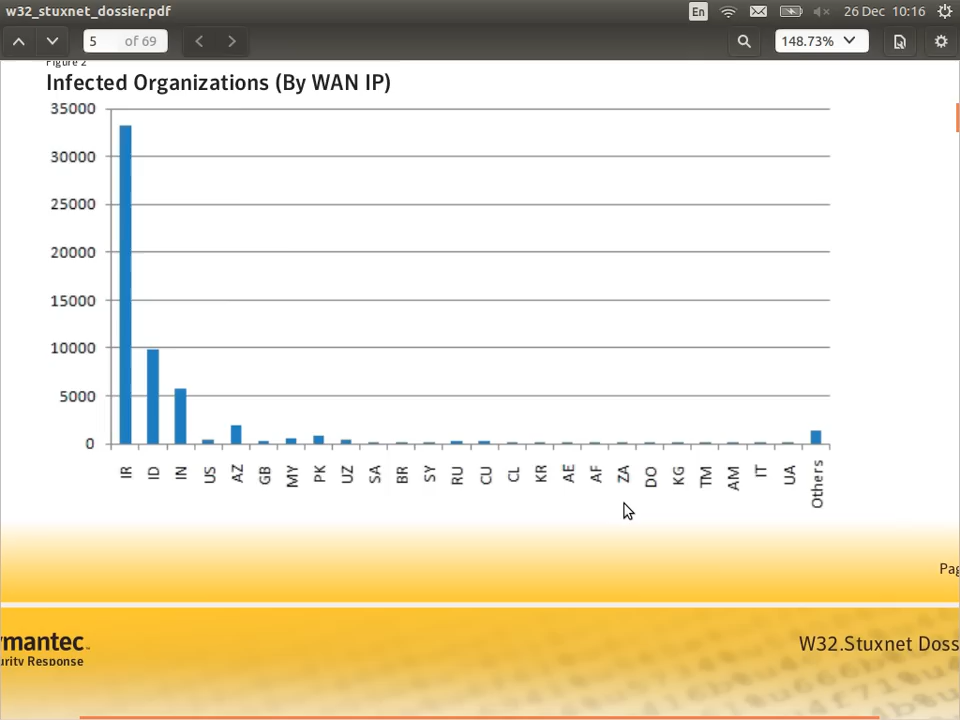 w32_stuxnet_dossier.pdf
En
26 Dec 10:16
5 of 69
148.73%
Figure 2
Infected Organizations (By WAN IP)
35000
30000
25000
20000
15000
10000
5000
0
IR ID IN US AZ GB MY PK UZ SA BR SY RU CU CL KR AE AF ZA DO KG TM AM IT UA Others
Pag
ymantec
urity Response
W32.Stuxnet Doss